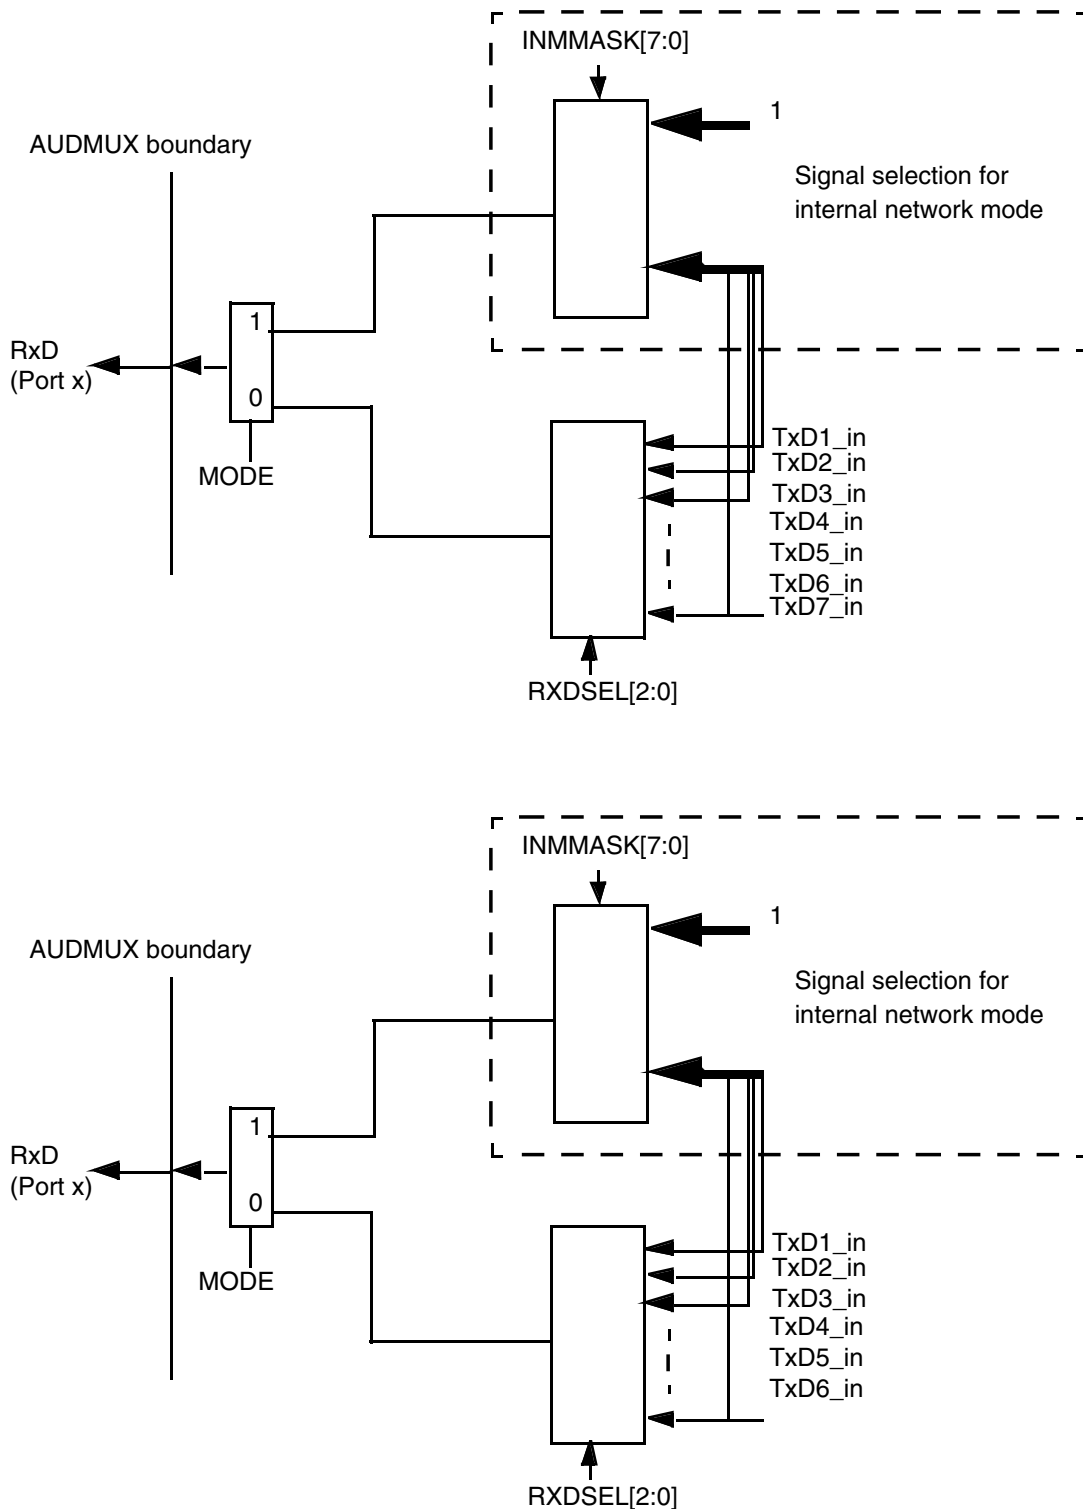 INMMASK[7:0]
1
AUDMUX boundary
Signal selection for
internal network mode
1
RxD
(Port x)
0
MODE
TxD1_in
TxD2_in
TxD3_in
TxD4_in
TxD5_in
TxD6_in
TxD7_in
RXDSEL[2:0]
INMMASK[7:0]
1
AUDMUX boundary
Signal selection for
internal network mode
1
RxD
(Port x)
0
MODE
TxD1_in
TxD2_in
TxD3_in
TxD4_in
TxD5_in
TxD6_in
RXDSEL[2:0]